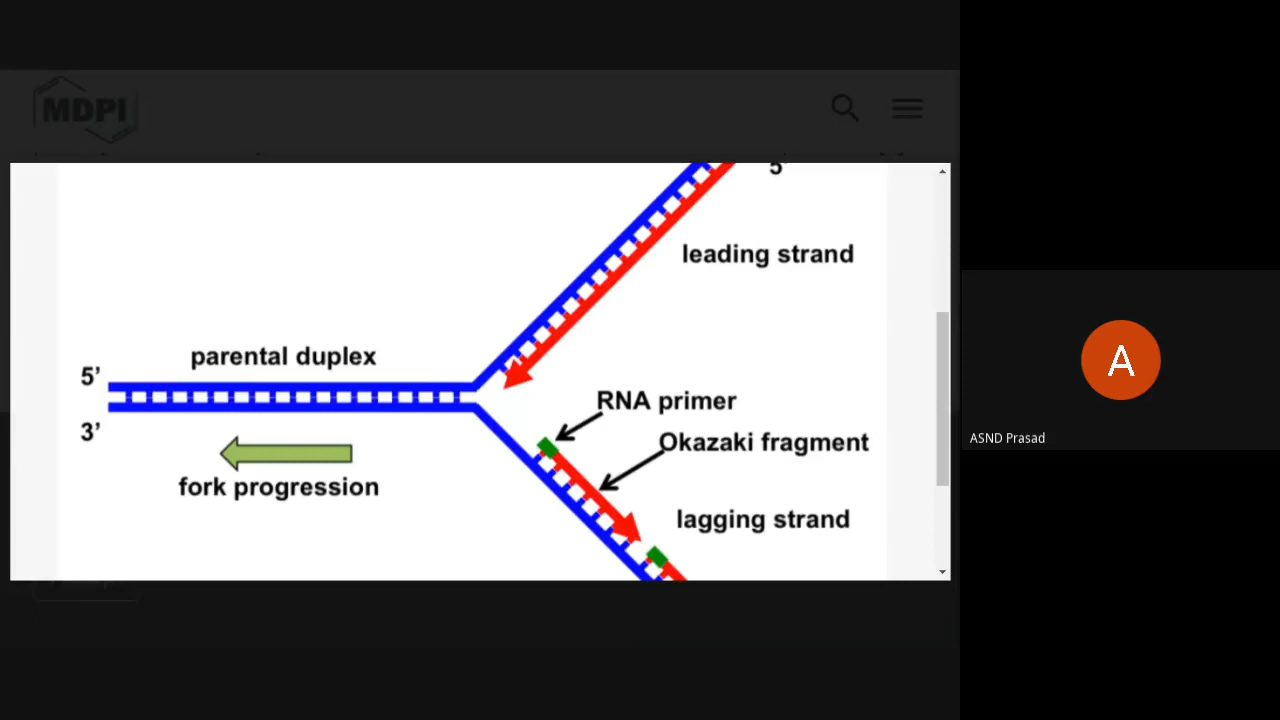 MDPI
5'
leading strand
parental duplex
5’
RNA primer
3’
Okazaki fragment
fork progression
lagging strand
A
ASND Prasad